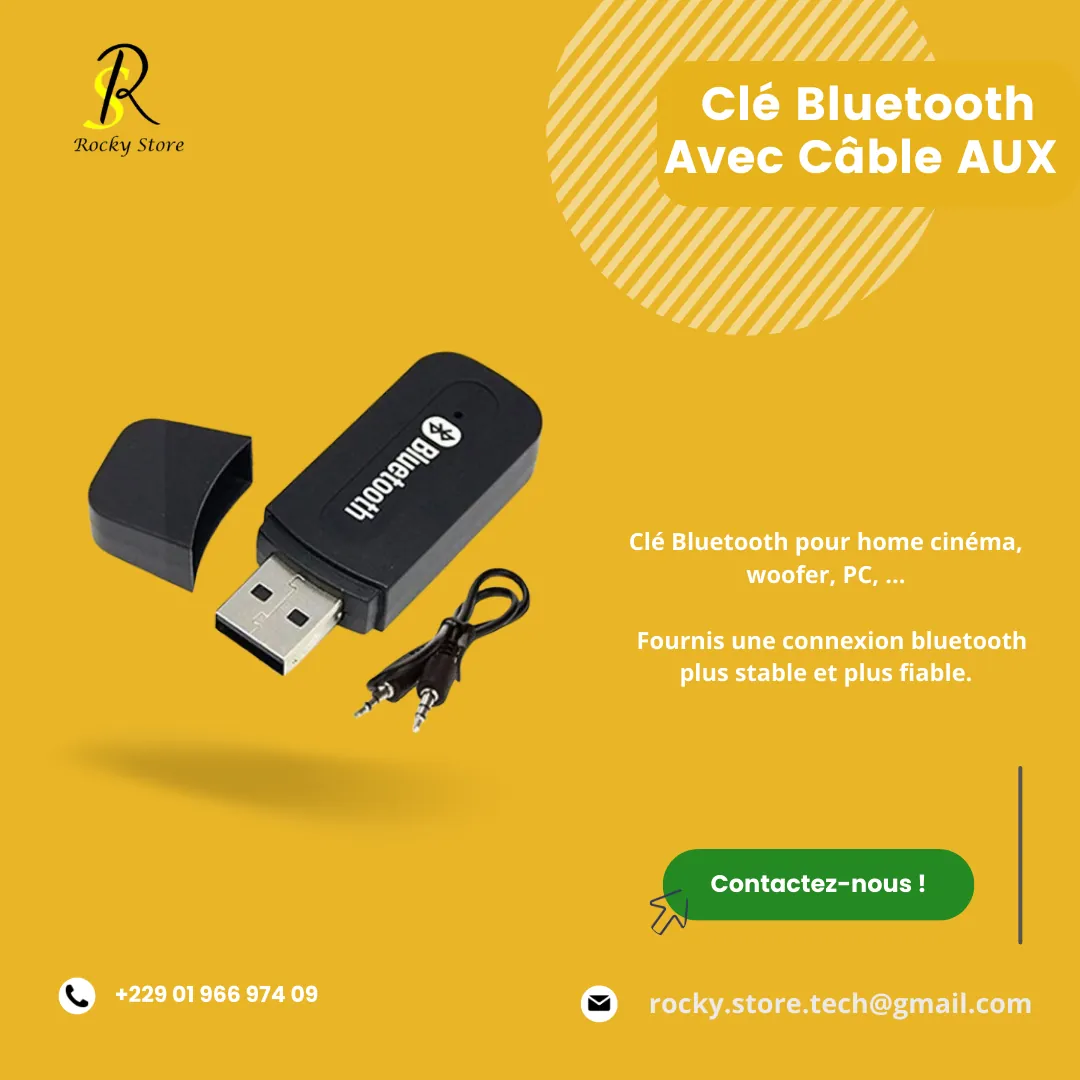 RS
Rocky Store
Clé Bluetooth
Avec Câble AUX
Bluetooth
Clé Bluetooth pour home cinéma,
woofer, PC, ...
Fournis une connexion bluetooth
plus stable et plus fiable.
Contactez-nous !
+229 01 966 974 09
rocky.store.tech@gmail.com